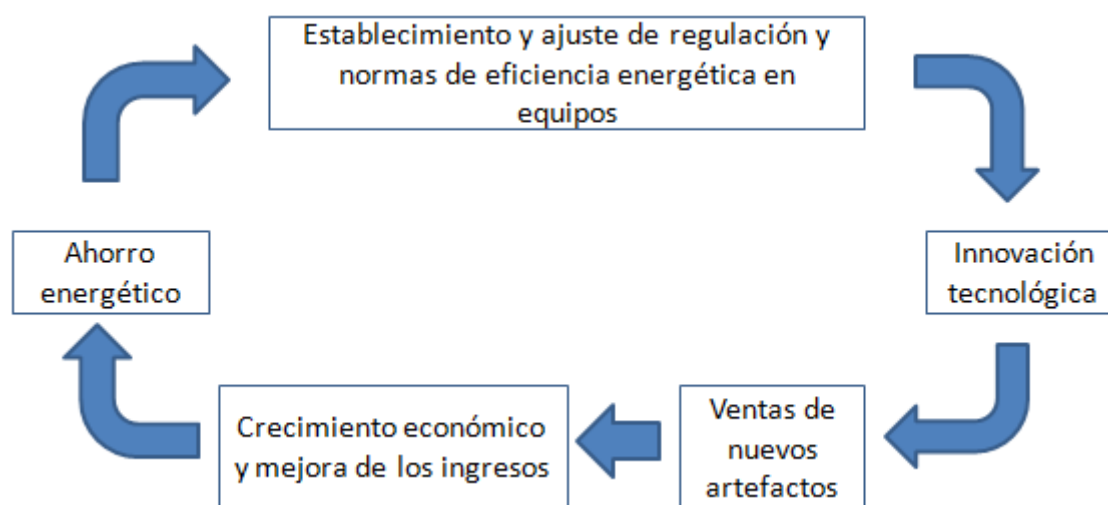 Establecimiento y ajuste de regulación y
normas de eficiencia energética en
equipos
Ahorro
energético
Innovación
tecnológica
Crecimiento económico
y mejora de los ingresos
Ventas de
nuevos
artefactos